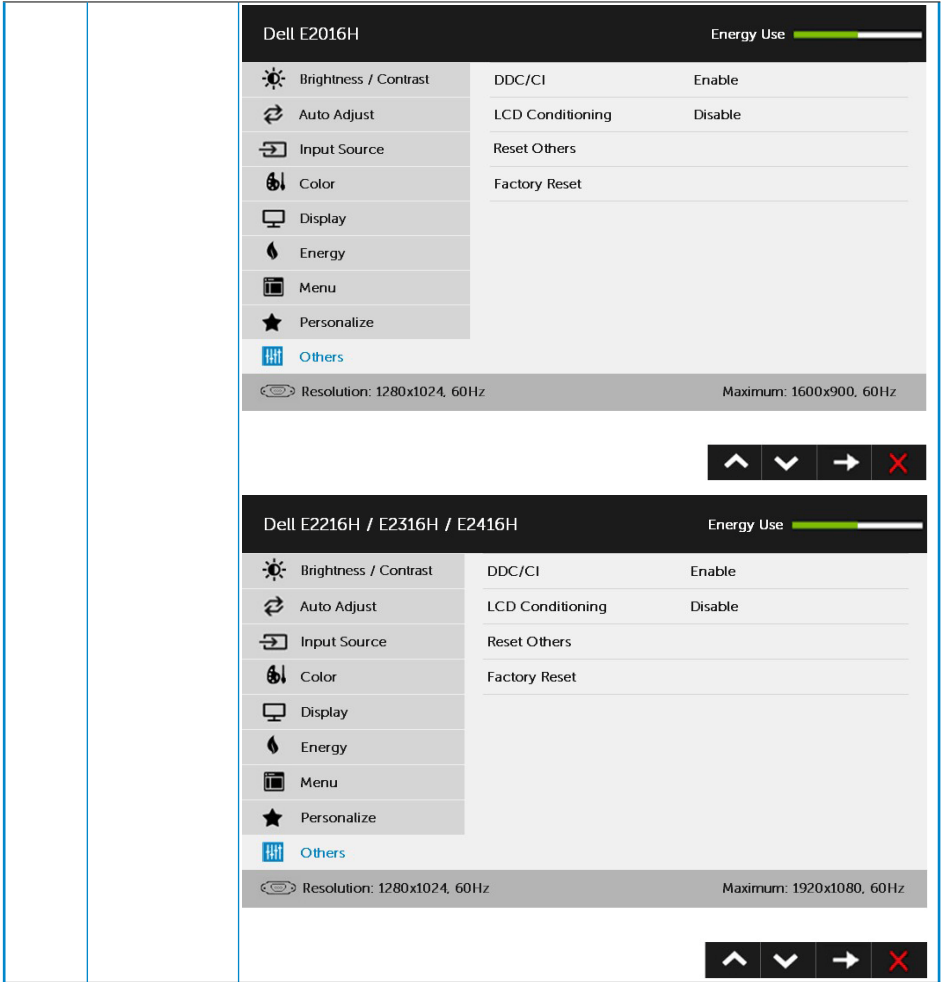 Dell E2016H Energy Use
Brightness / Contrast DDC/CI Enable
Auto Adjust LCD Conditioning Disable
Input Source Reset Others
Color Factory Reset
Display
Energy
Menu
Personalize
Others
Resolution: 1280x1024, 60Hz Maximum: 1600x900, 60Hz
Dell E2216H / E2316H / E2416H Energy Use
Brightness / Contrast DDC/CI Enable
Auto Adjust LCD Conditioning Disable
Input Source Reset Others
Color Factory Reset
Display
Energy
Menu
Personalize
Others
Resolution: 1280x1024, 60Hz Maximum: 1920x1080, 60Hz